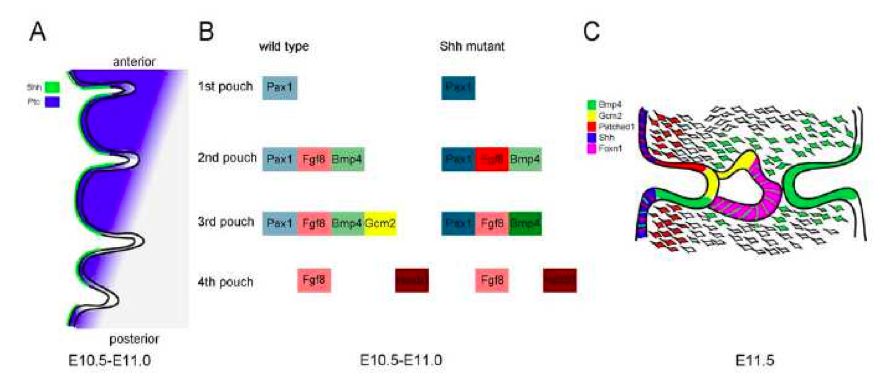 A
anterior
Shh
Ptc
posterior
E10.5-E11.0
B
wild type
Shh mutant
1st pouch
Pax1
Pax1
2nd pouch
Pax1 Fgf8 Bmp4
Pax1 Fgf8 Bmp4
3rd pouch
Pax1 Fgf8 Bmp4 Gcm2
Pax1 Fgf8 Bmp4
4th pouch
Fgf8
Fgf8
E10.5-E11.0
C
Bmp4
Gcm2
Patched1
Shh
Foxn1
E11.5